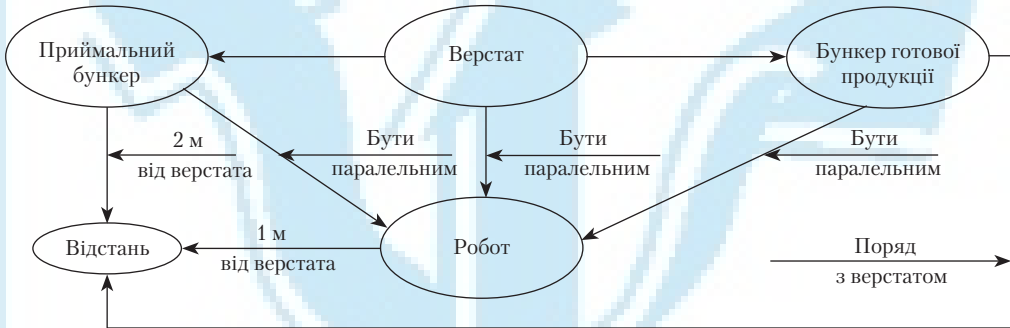 Приймальний
бункер
Верстат
Бункер готової
продукції
2 м
від верстата
Бути
паралельним
Бути
паралельним
Бути
паралельним
Відстань
1 м
від верстата
Робот
Поряд
з верстатом